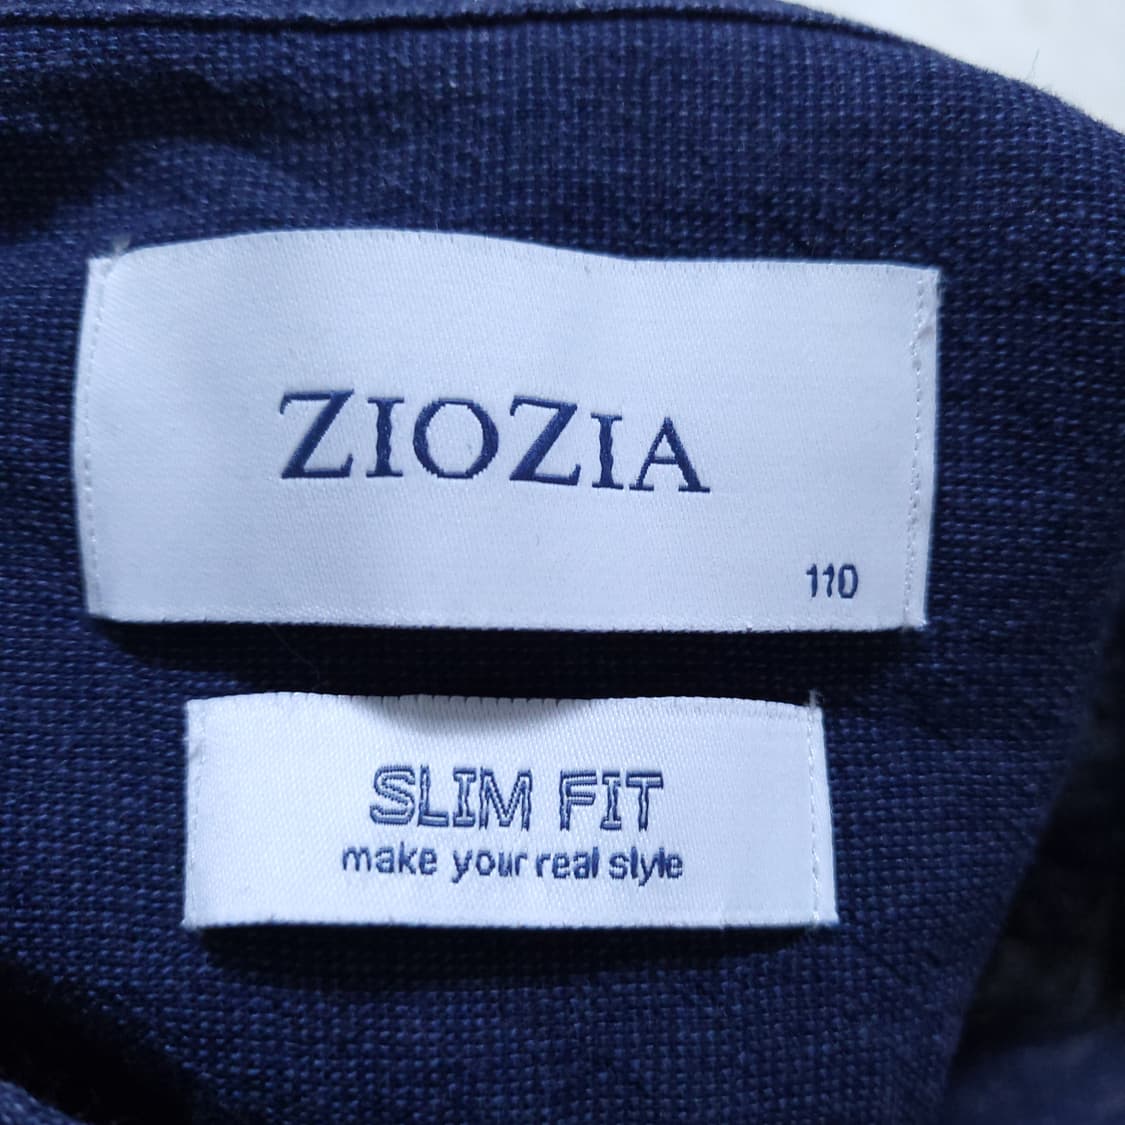 ZIOZIA
110
SLIM FIT
make your real style